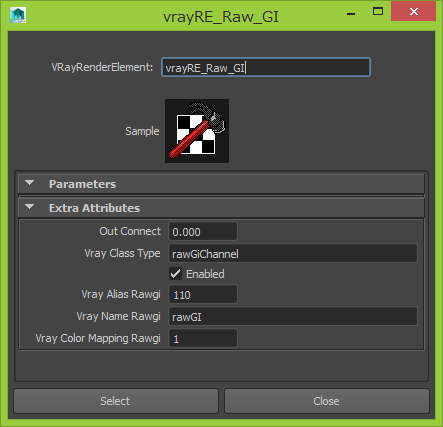 vrayRE_Raw_GI
VRayRenderElement: vrayRE_Raw_GI
Sample
Parameters
Extra Attributes
Out Connect 0.000
Vray Class Type rawGiChannel
Enabled
Vray Alias Rawgi 110
Vray Name Rawgi rawGI
Vray Color Mapping Rawgi 1
Select Close